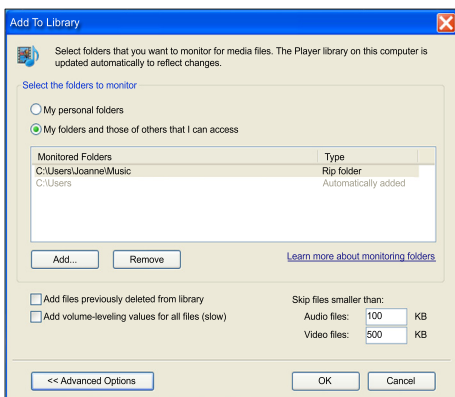 Add To Library
Select folders that you want to monitor for media files. The Player library on this computer is
updated automatically to reflect changes.
Select the folders to monitor
My personal folders
My folders and those of others that I can access
Monitored Folders Type
C:\Users\Joanne\Music Rip folder
C:\Users Automatically added
Add... Remove Learn more about monitoring folders
Add files previously deleted from library Skip files smaller than:
Add volume-leveling values for all files (slow) Audio files: 100 KB
Video files: 500 KB
<< Advanced Options OK Cancel